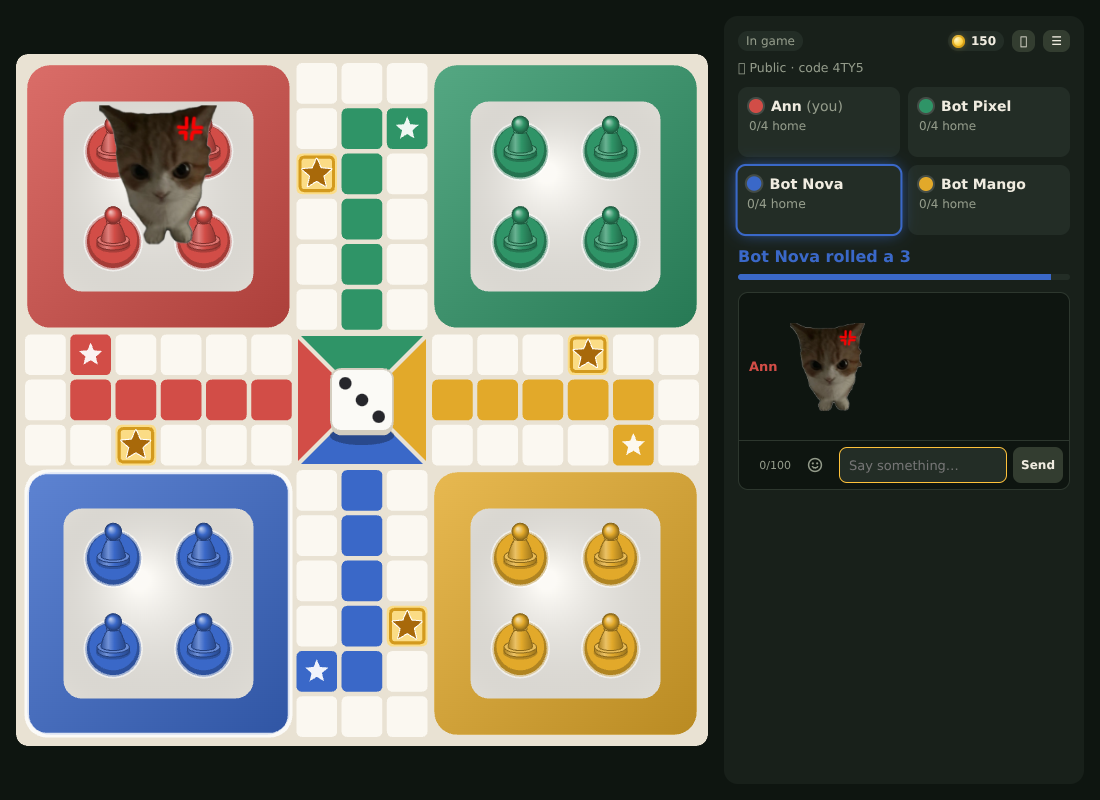 In game
150
Public · code 4TY5
Ann (you)
0/4 home
Bot Pixel
0/4 home
Bot Nova
0/4 home
Bot Mango
0/4 home
Bot Nova rolled a 3
Ann
0/100
Say something...
Send